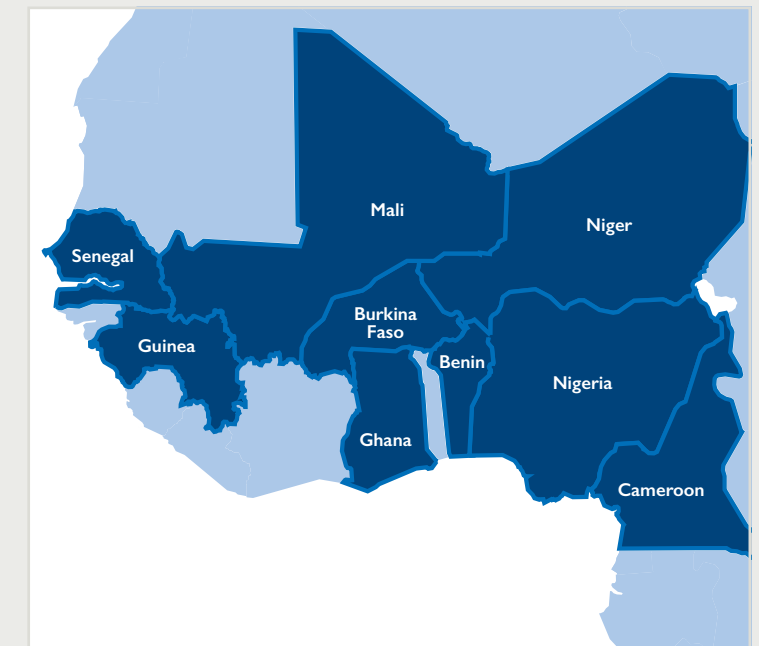 Mali
Niger
Senegal
Burkina
Faso
Guinea
Benin
Nigeria
Ghana
Cameroon